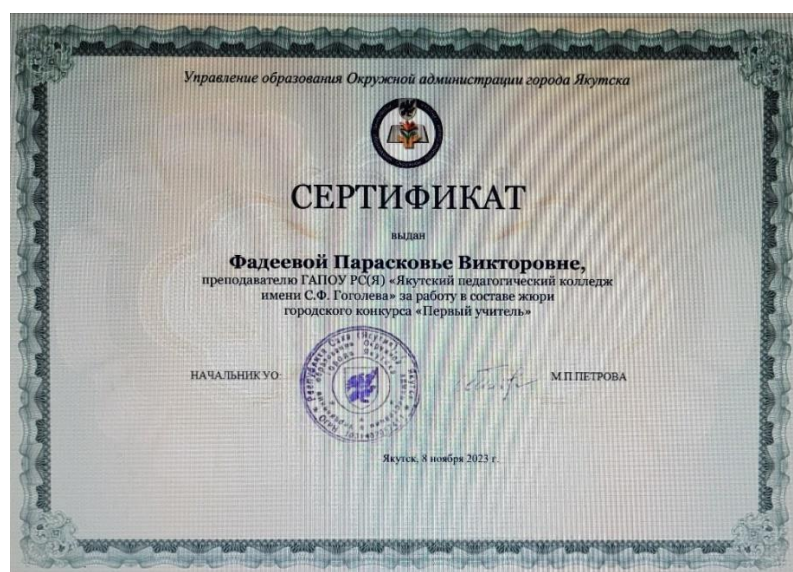 Управление образования Окружной администрации города Якутска
СЕРТИФИКАТ
выдан
Фадеевой Парасковье Викторовне,
преподавателю ГАПОУ РС(Я) «Якутский педагогический колледж
имени С.Ф. Гоголева» за работу в составе жюри
городского конкурса «Первый учитель»
НАЧАЛЬНИК УО:
М.П.ПЕТРОВА
Якутск, 8 ноября 2023 г.